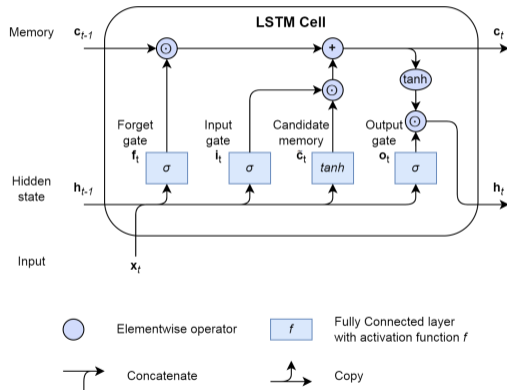 LSTM Cell
Memory
c_{t-1}
c_t
+
tanh
Forget
gate
f_t
Input
gate
i_t
Candidate
memory
c̃_t
Output
gate
o_t
σ
σ
tanh
σ
Hidden
state
h_{t-1}
h_t
Input
x_t
Elementwise operator
f
Fully Connected layer
with activation function f
Concatenate
Copy